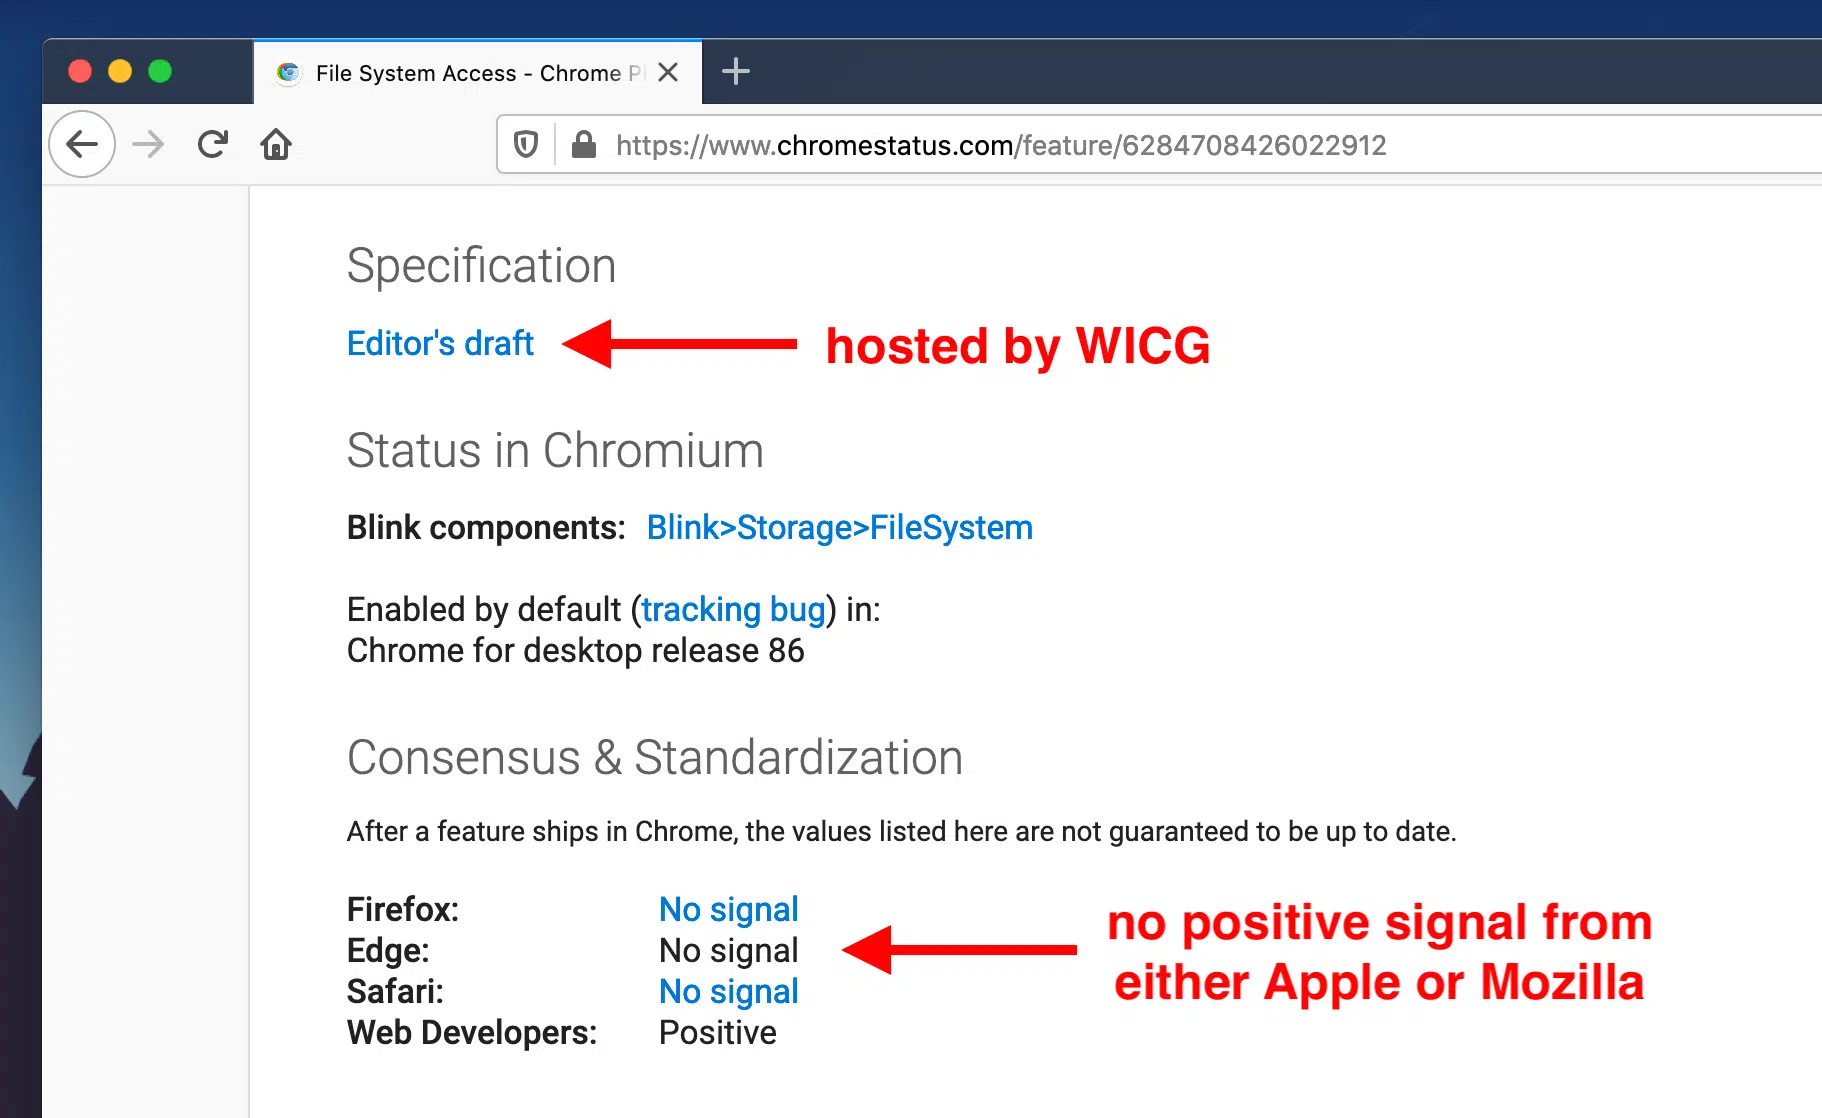 File System Access - Chrome P
https://www.chromestatus.com/feature/6284708426022912
Specification
Editor's draft
hosted by WICG
Status in Chromium
Blink components: Blink>Storage>FileSystem
Enabled by default (tracking bug) in:
Chrome for desktop release 86
Consensus & Standardization
After a feature ships in Chrome, the values listed here are not guaranteed to be up to date.
Firefox: No signal
Edge: No signal
Safari: No signal
Web Developers: Positive
no positive signal from
either Apple or Mozilla